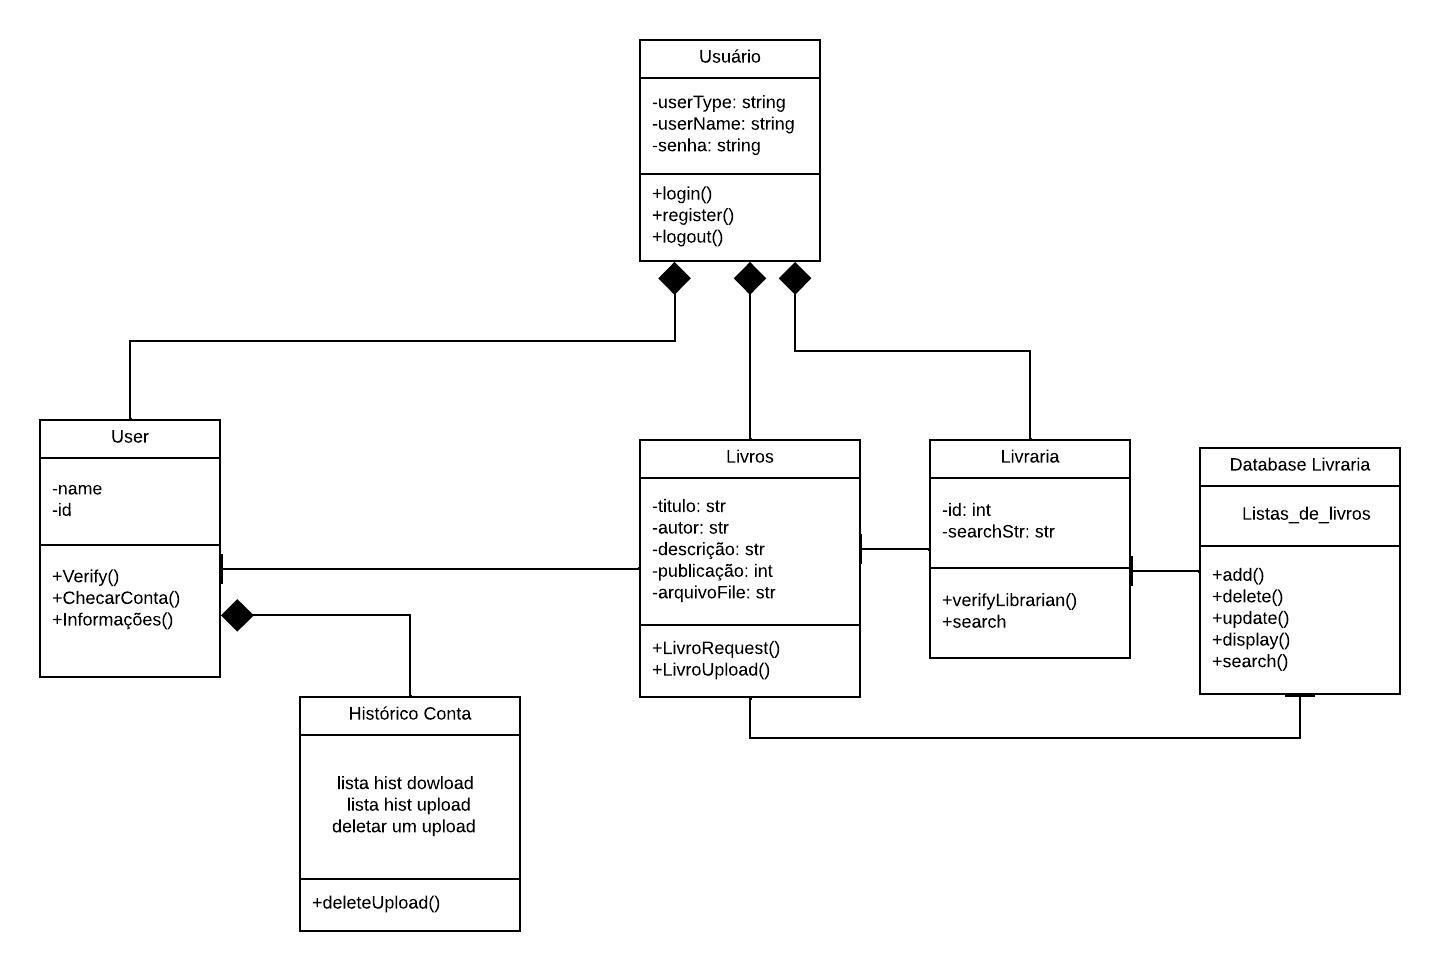 Usuário
-userType: string
-userName: string
-senha: string
+login()
+register()
+logout()
User
-name
-id
+Verify()
+ChecarConta()
+Informações()
Livros
-titulo: str
-autor: str
-descrição: str
-publicação: int
-arquivoFile: str
+LivroRequest()
+LivroUpload()
Livraria
-id: int
-searchStr: str
+verifyLibrarian()
+search
Database Livraria
Listas_de_livros
+add()
+delete()
+update()
+display()
+search()
Histórico Conta
lista hist dowload
lista hist upload
deletar um upload
+deleteUpload()